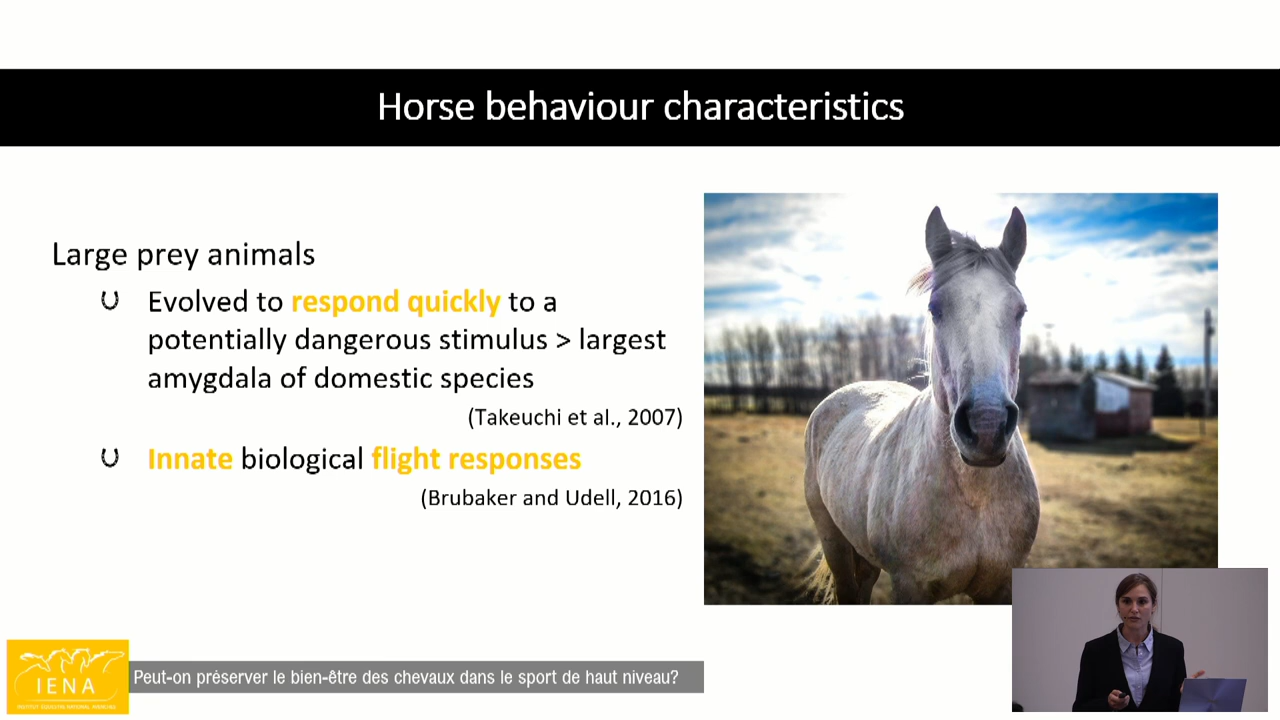 Horse behaviour characteristics
Large prey animals
Evolved to respond quickly to a
potentially dangerous stimulus > largest
amygdala of domestic species
(Takeuchi et al., 2007)
Innate biological flight responses
(Brubaker and Udell, 2016)
IENA
Peut-on préserver le bien-être des chevaux dans le sport de haut niveau?